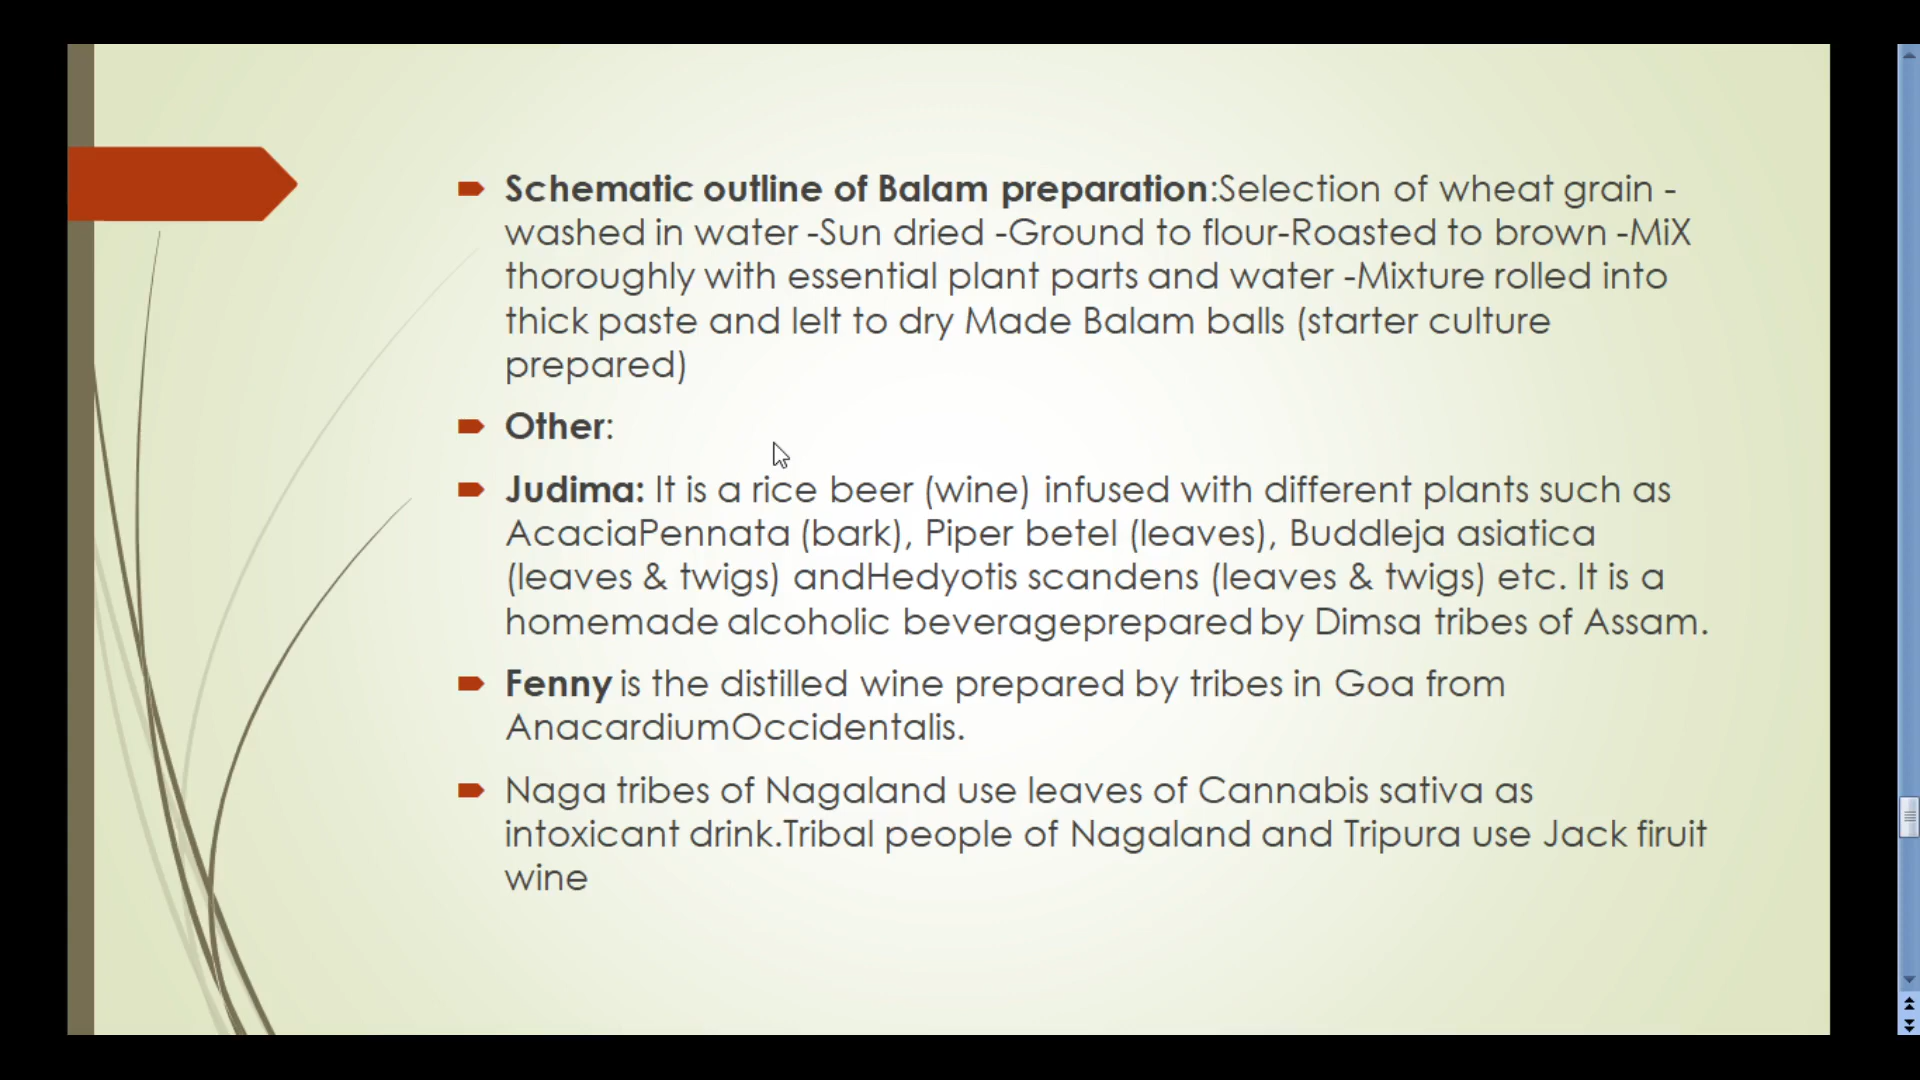 Schematic outline of Balam preparation:Selection of wheat grain -
washed in water -Sun dried -Ground to flour-Roasted to brown -MiX
thoroughly with essential plant parts and water -Mixture rolled into
thick paste and lelt to dry Made Balam balls (starter culture
prepared)
Other:
Judima: It is a rice beer (wine) infused with different plants such as
AcaciaPennata (bark), Piper betel (leaves), Buddleja asiatica
(leaves & twigs) andHedyotis scandens (leaves & twigs) etc. It is a
homemade alcoholic beverageprepared by Dimsa tribes of Assam.
Fenny is the distilled wine prepared by tribes in Goa from
AnacardiumOccidentalis.
Naga tribes of Nagaland use leaves of Cannabis sativa as
intoxicant drink.Tribal people of Nagaland and Tripura use Jack firuit
wine